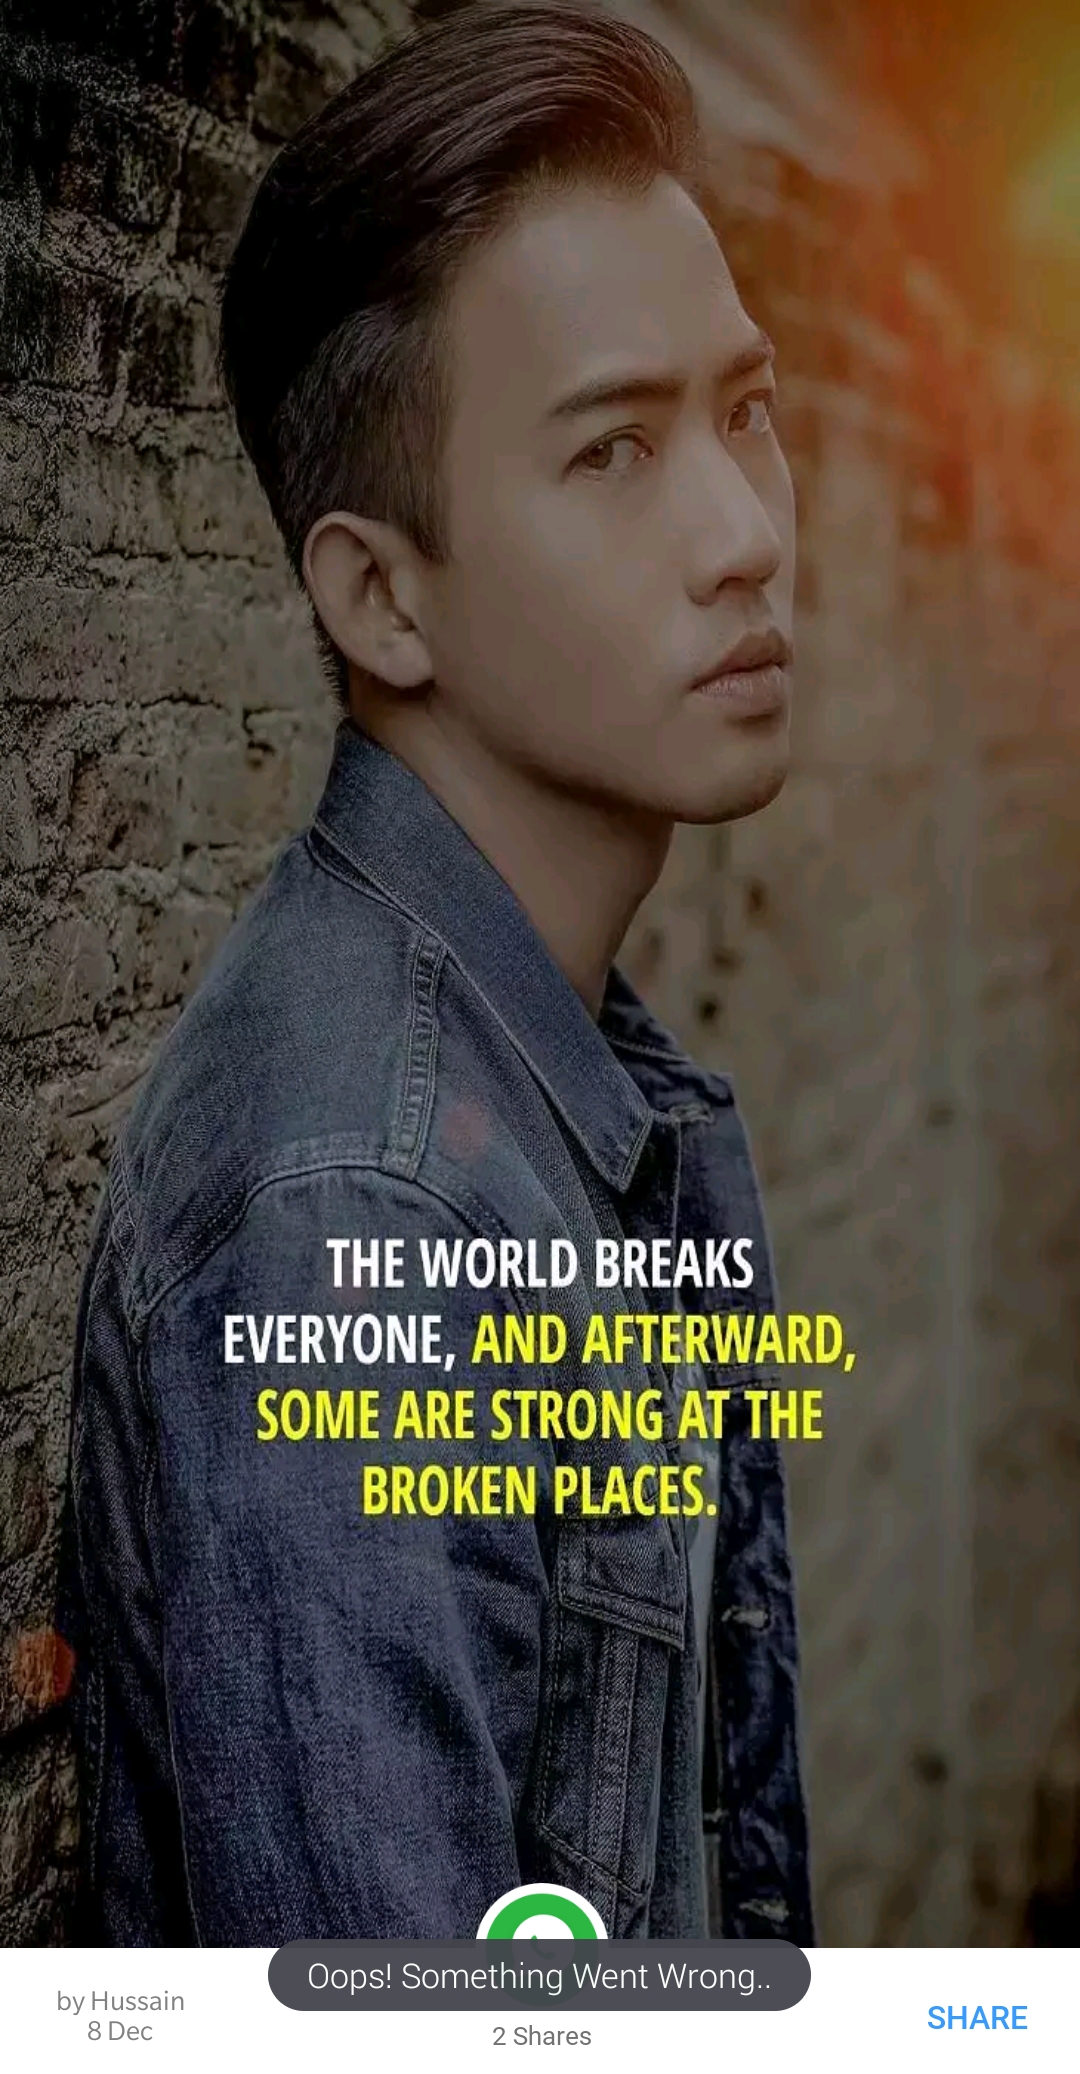 THE WORLD BREAKS
EVERYONE, AND AFTERWARD,
SOME ARE STRONG AT THE
BROKEN PLACES.
Oops! Something Went Wrong..
by Hussain
8 Dec
2 Shares
SHARE